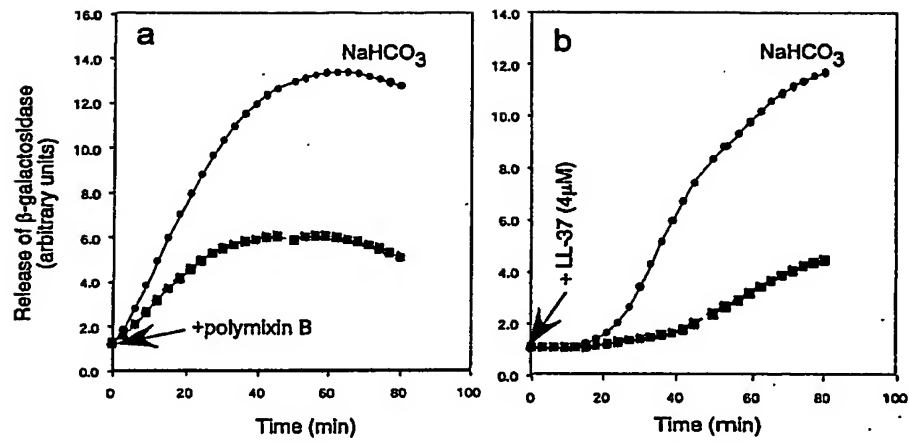 a
Release of β-galactosidase
(arbitrary units)
16.0
14.0
12.0
10.0
8.0
6.0
4.0
2.0
0.0
NaHCO3
+polymixin B
0
20
40
60
80
100
Time (min)
b
14.0
12.0
10.0
8.0
6.0
4.0
2.0
0.0
NaHCO3
+ LL-37 (4μM)
0
20
40
60
80
100
Time (min)